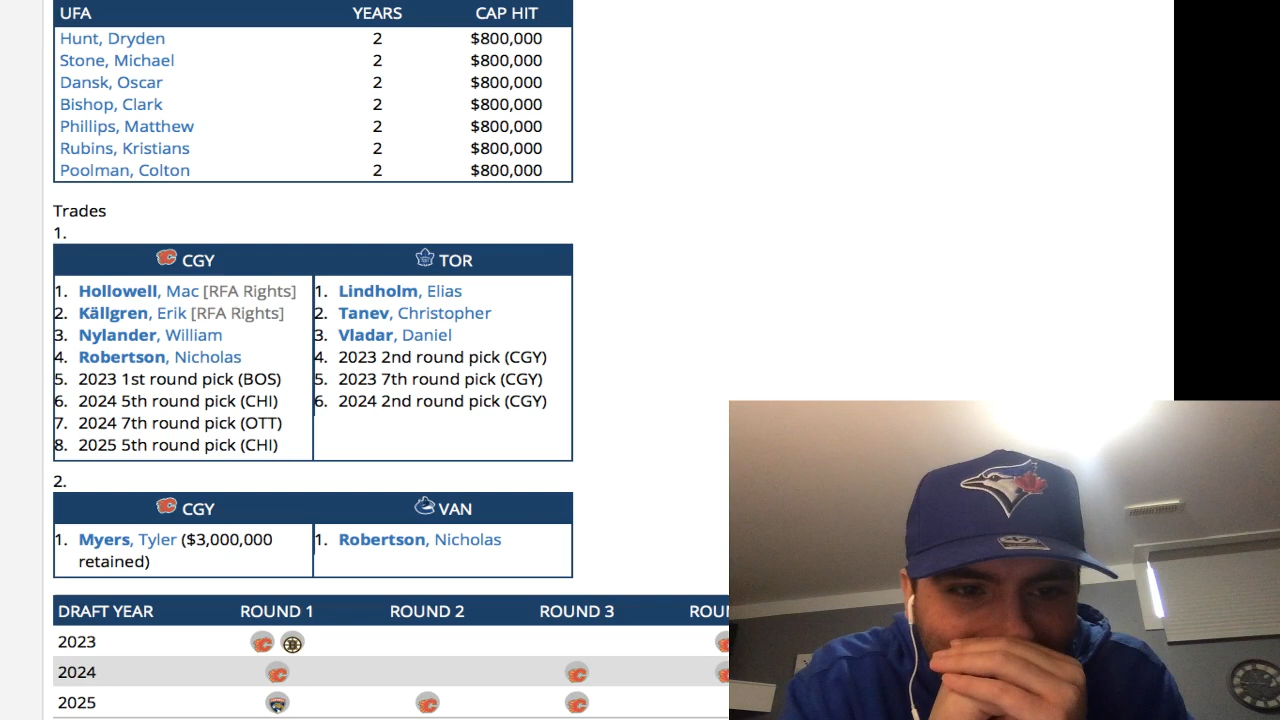 UFA YEARS CAP HIT
Hunt, Dryden 2 $800,000
Stone, Michael 2 $800,000
Dansk, Oscar 2 $800,000
Bishop, Clark 2 $800,000
Phillips, Matthew 2 $800,000
Rubins, Kristians 2 $800,000
Poolman, Colton 2 $800,000
Trades
1.
CGY TOR
1. Hollowell, Mac [RFA Rights] 1. Lindholm, Elias
2. Källgren, Erik [RFA Rights] 2. Tanev, Christopher
3. Nylander, William 3. Vladar, Daniel
4. Robertson, Nicholas 4. 2023 2nd round pick (CGY)
5. 2023 1st round pick (BOS) 5. 2023 7th round pick (CGY)
6. 2024 5th round pick (CHI) 6. 2024 2nd round pick (CGY)
7. 2024 7th round pick (OTT)
8. 2025 5th round pick (CHI)
2.
CGY VAN
1. Myers, Tyler ($3,000,000 1. Robertson, Nicholas
retained)
DRAFT YEAR ROUND 1 ROUND 2 ROUND 3 ROUN
2023
2024
2025